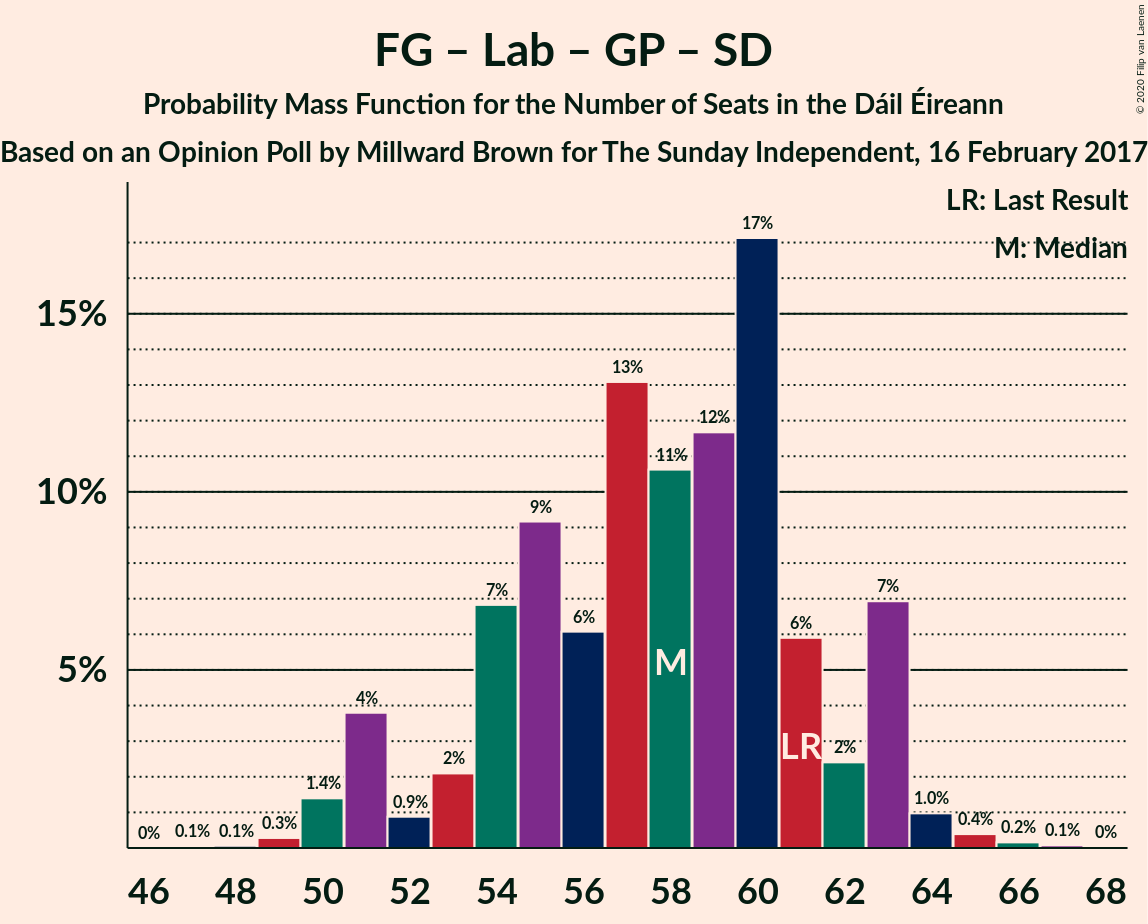 FG – Lab – GP – SD
Probability Mass Function for the Number of Seats in the Dáil Éireann
Based on an Opinion Poll by Millward Brown for The Sunday Independent, 16 February 2017
© 2020 Filip van Laenen
LR: Last Result
M: Median
15%
10%
5%
0%
0.1%
0.1%
0.3%
1.4%
4%
0.9%
2%
7%
9%
6%
13%
11%
12%
17%
6%
2%
7%
1.0%
0.4%
0.2%
0.1%
0%
M
LR
46 48 50 52 54 56 58 60 62 64 66 68